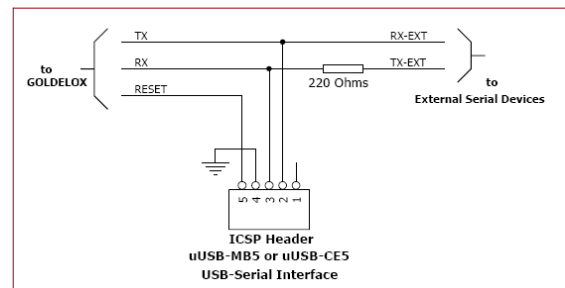 TX
RX-EXT
RX
TX-EXT
to
GOLDELOX
220 Ohms
to
External Serial Devices
RESET
5 4 3 2 1
ICSP Header
uUSB-MB5 or uUSB-CE5
USB-Serial Interface